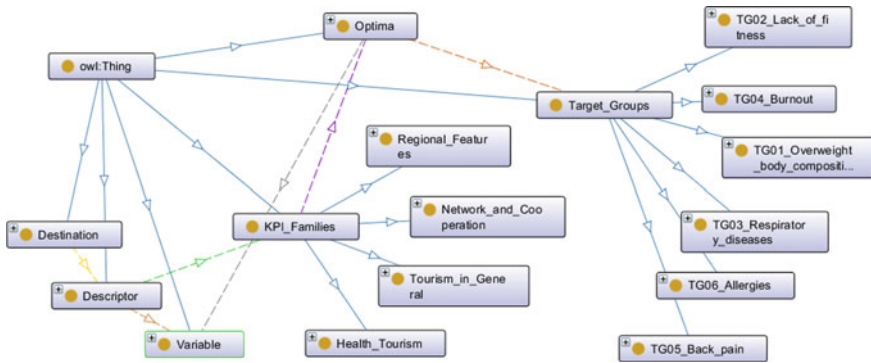 Optima
TG02_Lack_of_fi
tness
owl:Thing
Target_Groups
TG04_Burnout
Regional_Featur
es
TG01_Overweight
_body_compositi...
Network_and_Coo
peration
KPI_Families
TG03_Respirator
y_diseases
Destination
Tourism_in_Gene
ral
TG06_Allergies
Descriptor
Variable
Health_Tourism
TG05_Back_pain